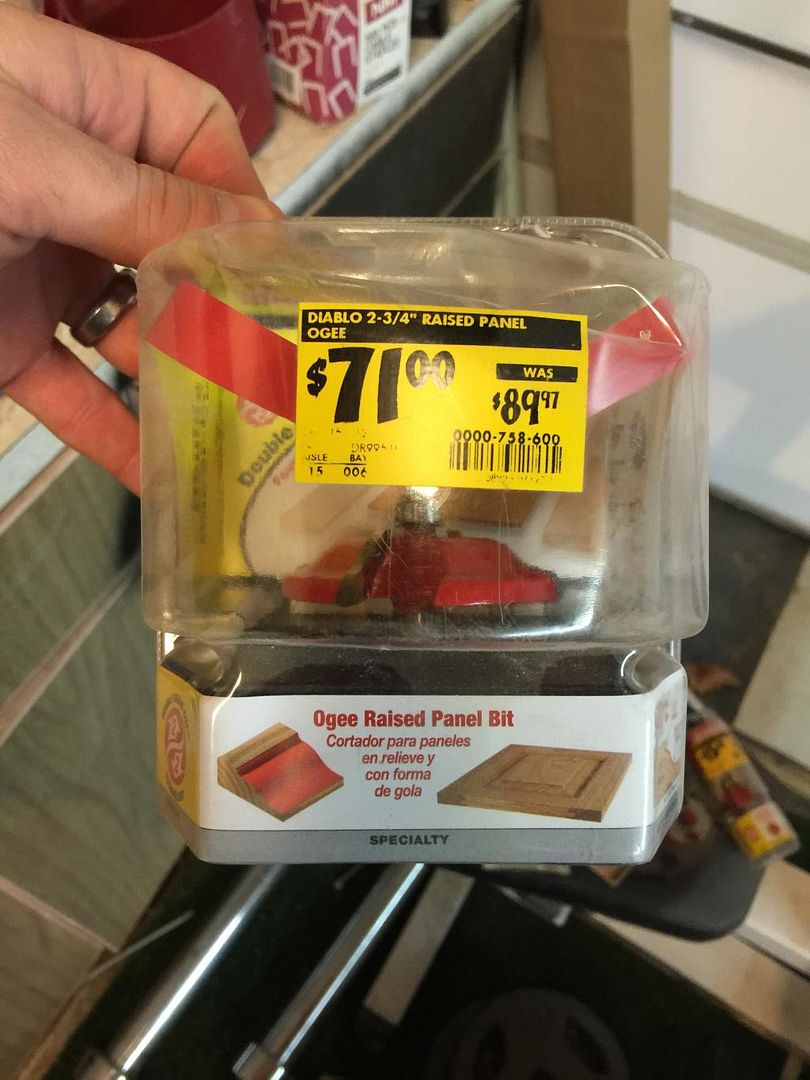 DIABLO 2-3/4" RAISED PANEL
OGEE
$71.00
WAS
$89.97
0000-758-600
AISLE BAY
15 006
Double
Ogee Raised Panel Bit
Cortador para paneles
en relieve y
con forma
de gola
SPECIALTY